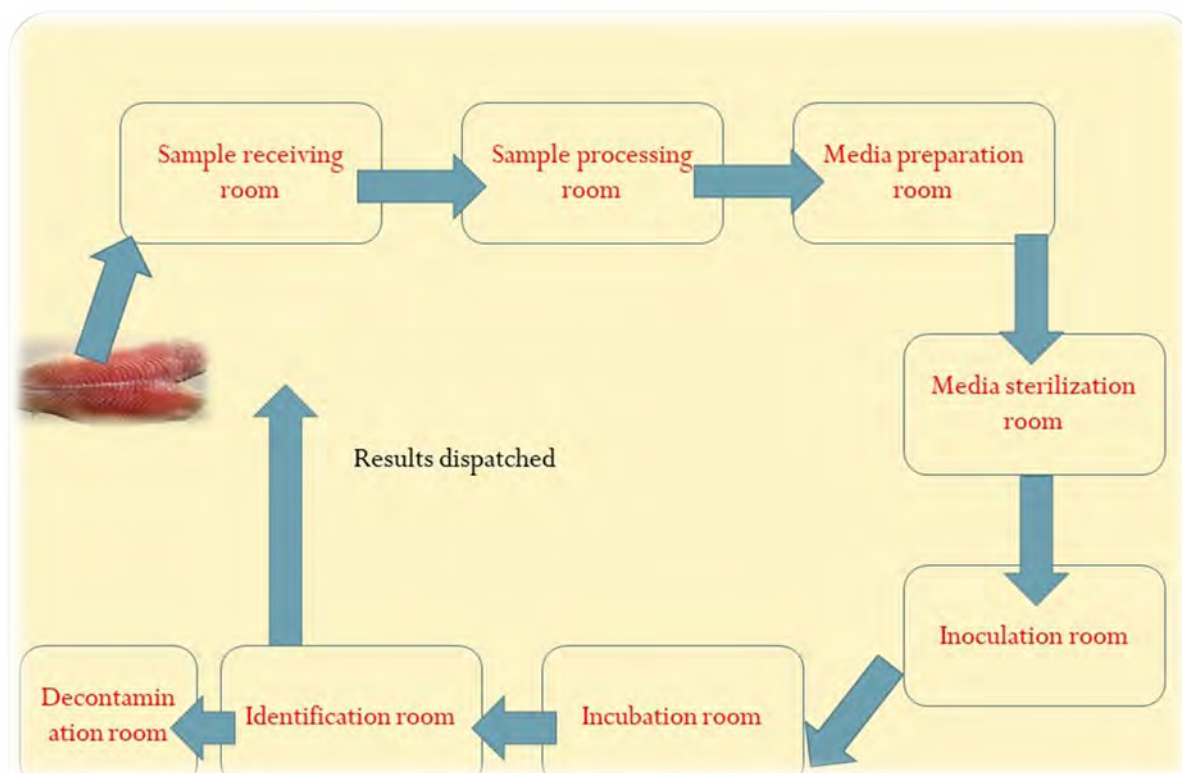 Sample receiving
room
Sample processing
room
Media preparation
room
Media sterilization
room
Results dispatched
Inoculation room
Decontamin
ation room
Identification room
Incubation room